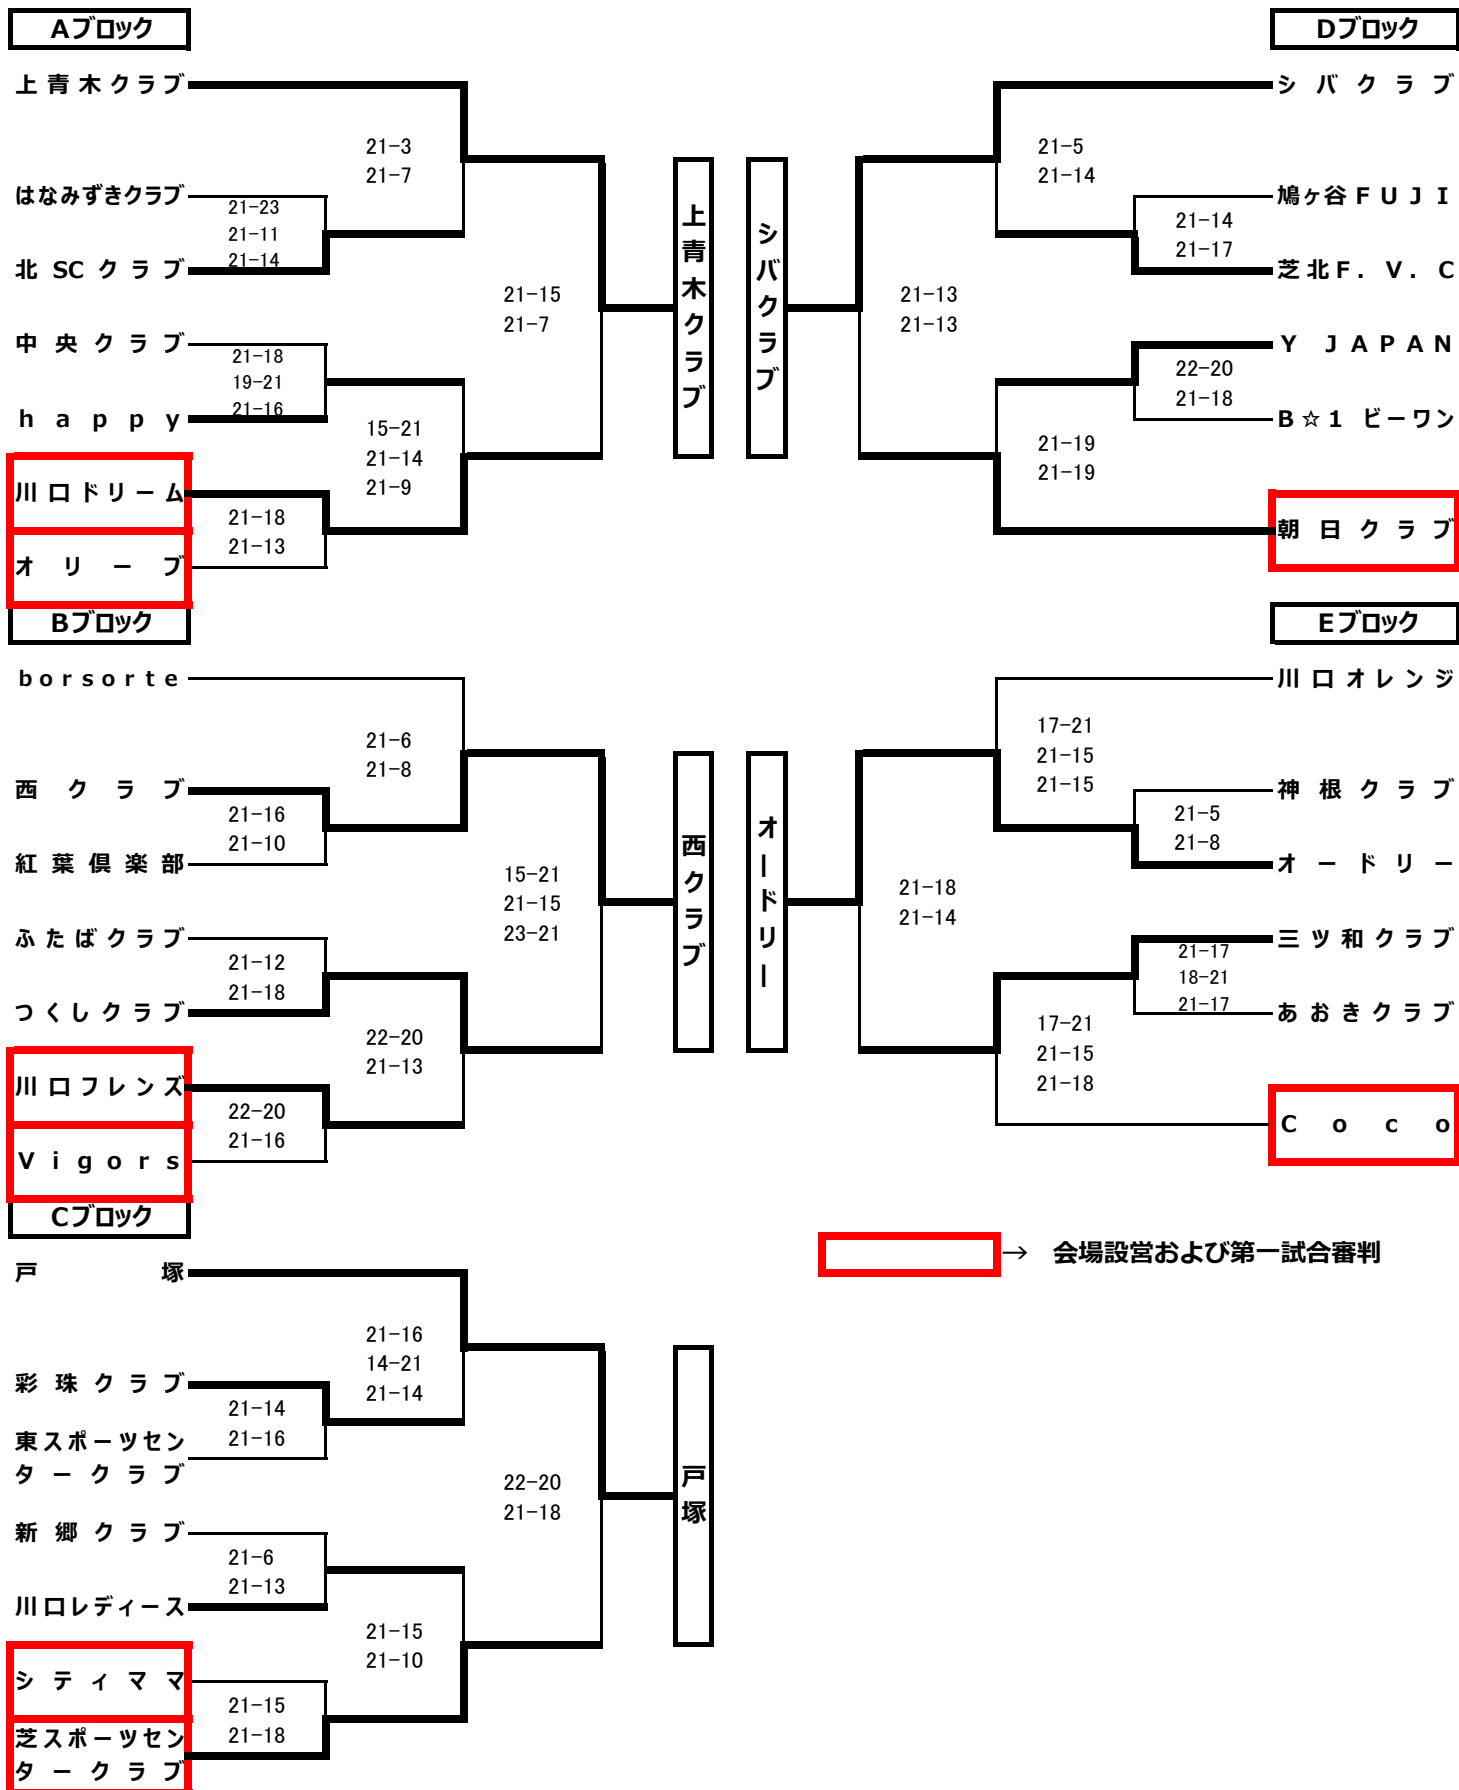 Aブロック
上青木クラブ
21-3
21-7
はなみずきクラブ
21-23
21-11
21-14
北SCクラブ
21-15
21-7
中央クラブ
21-18
19-21
21-16
happy
15-21
21-14
21-9
川口ドリーム
21-18
21-13
オリーブ
上青木クラブ
Dブロック
シバクラブ
21-5
21-14
鳩ヶ谷FUJI
21-14
21-17
芝北F.V.C
21-13
21-13
Y JAPAN
22-20
21-18
B☆1 ビーワン
21-19
21-19
朝日クラブ
シバクラブ
Bブロック
borsorte
21-6
21-8
西クラブ
21-16
21-10
紅葉倶楽部
15-21
21-15
23-21
ふたばクラブ
21-12
21-18
つくしクラブ
22-20
21-13
川口フレンズ
22-20
21-16
Vigors
西クラブ
Eブロック
川口オレンジ
17-21
21-15
21-15
神根クラブ
21-5
21-8
オードリー
21-18
21-14
三ツ和クラブ
21-17
18-21
21-17
あおきクラブ
17-21
21-15
21-18
Coco
オードリー
Cブロック
戸塚
21-16
14-21
21-14
彩珠クラブ
21-14
21-16
東スポーツセン
タークラブ
22-20
21-18
新郷クラブ
21-6
21-13
川口レディース
21-15
21-10
シティママ
21-15
21-18
芝スポーツセン
タークラブ
戸塚
→ 会場設営および第一試合審判